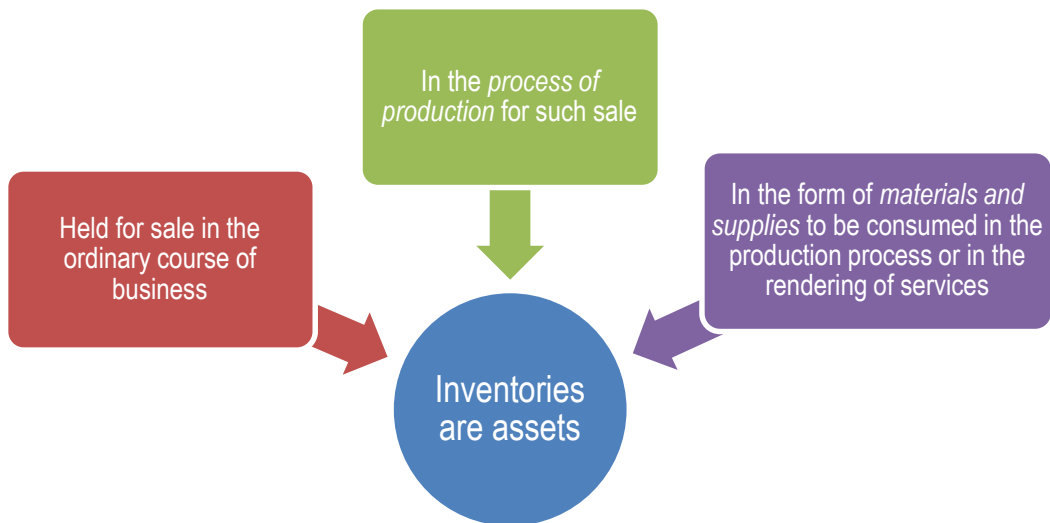 In the process of
production for such sale
Held for sale in the
ordinary course of
business
In the form of materials and
supplies to be consumed in the
production process or in the
rendering of services
Inventories
are assets